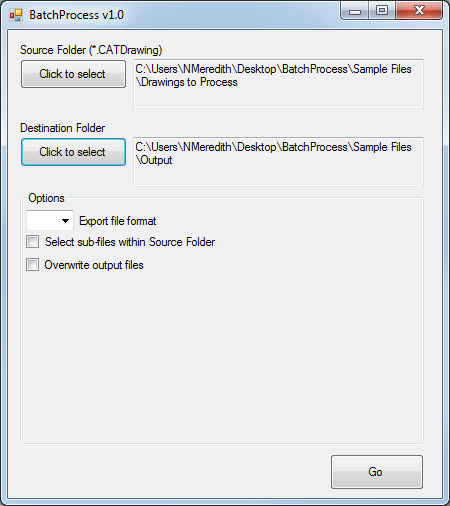 BatchProcess v1.0
Source Folder (*.CATDrawing)
Click to select
C:\Users\NMeredith\Desktop\BatchProcess\Sample Files
\Drawings to Process
Destination Folder
Click to select
C:\Users\NMeredith\Desktop\BatchProcess\Sample Files
\Output
Options
Export file format
Select sub-files within Source Folder
Overwrite output files
Go